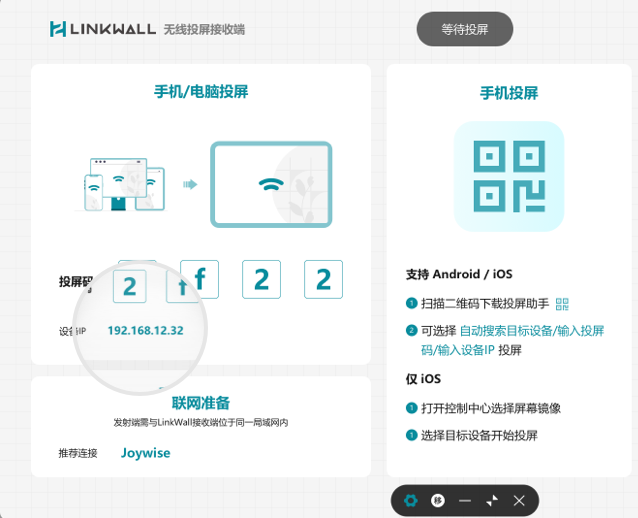 LINKWALL 无线投屏接收端
等待投屏
手机/电脑投屏
投屏码
2 f 2 2
设备IP 192.168.12.32
联网准备
发射端需与LinkWall接收端位于同一局域网内
推荐连接 Joywise
手机投屏
支持 Android / iOS
1 扫描二维码下载投屏助手
2 可选择 自动搜索目标设备/输入投屏
码/输入设备IP 投屏
仅 iOS
1 打开控制中心选择屏幕镜像
1 选择目标设备开始投屏
移